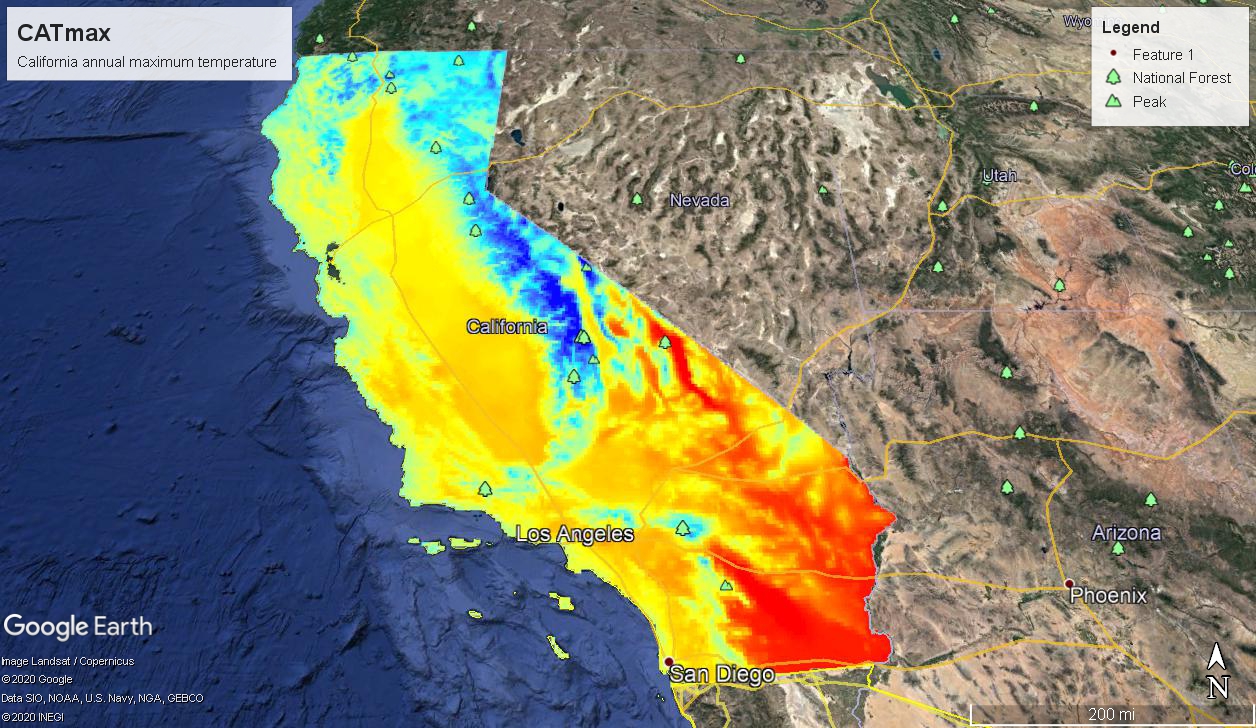 CATmax
California annual maximum temperature
Legend
Feature 1
National Forest
Peak
Wyo
Utah
Col
Nevada
California
Los Angeles
Arizona
Phoenix
San Diego
Google Earth
Image Landsat / Copernicus
©2020 Google
Data SIO, NOAA, U.S. Navy, NGA, GEBCO
©2020 INEGI
N
200 mi